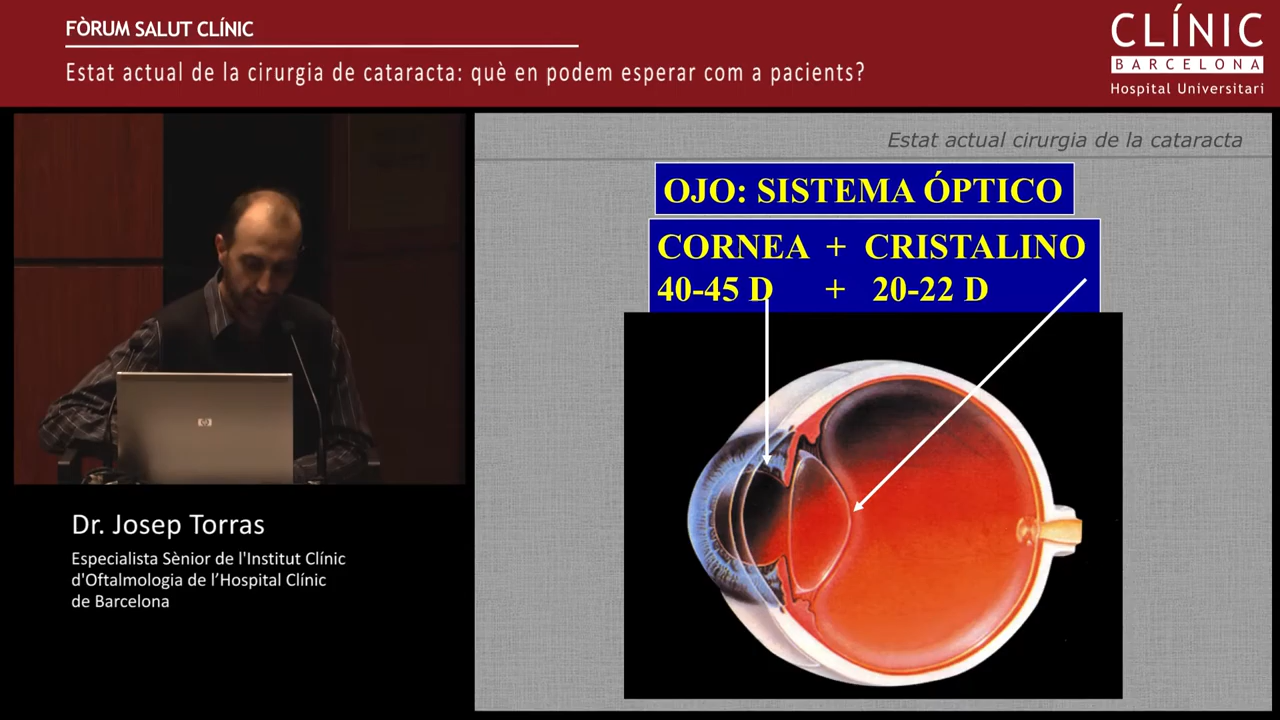 FÒRUM SALUT CLÍNIC
Estat actual de la cirurgia de cataracta: què en podem esperar com a pacients?
CLÍNIC
BARCELONA
Hospital Universitari
Estat actual cirurgia de la cataracta
OJO: SISTEMA ÓPTICO
CORNEA + CRISTALINO
40-45 D + 20-22 D
hp
Dr. Josep Torras
Especialista Sènior de l'Institut Clínic
d'Oftalmologia de l’Hospital Clínic
de Barcelona